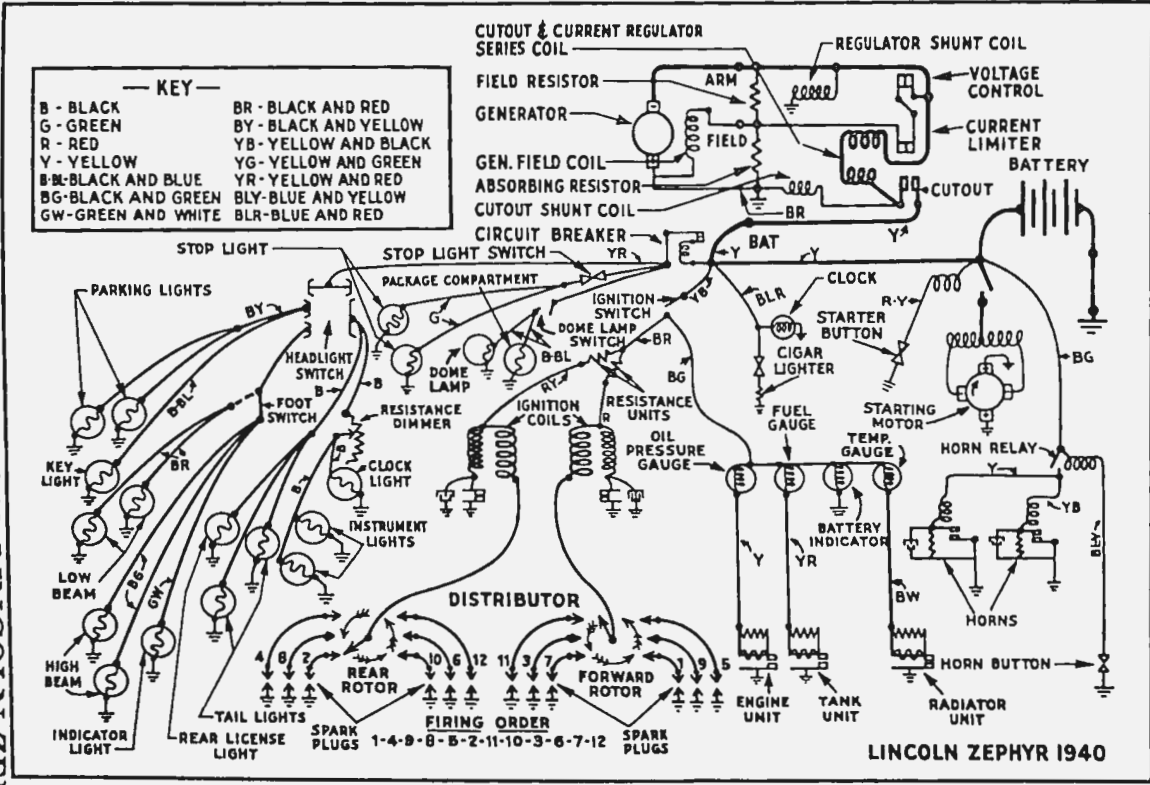 CUTOUT & CURRENT REGULATOR
SERIES COIL
REGULATOR SHUNT COIL
FIELD RESISTOR
ARM
VOLTAGE
CONTROL
GENERATOR
FIELD
CURRENT
LIMITER
GEN. FIELD COIL
BATTERY
ABSORBING RESISTOR
CUTOUT
CUTOUT SHUNT COIL
BR
CIRCUIT BREAKER
BAT
Y
— KEY —
B - BLACK
G - GREEN
R - RED
Y - YELLOW
B-BL-BLACK AND BLUE
BG-BLACK AND GREEN
GW-GREEN AND WHITE
BR - BLACK AND RED
BY - BLACK AND YELLOW
YB - YELLOW AND BLACK
YG - YELLOW AND GREEN
YR - YELLOW AND RED
BLY-BLUE AND YELLOW
BLR-BLUE AND RED
STOP LIGHT
STOP LIGHT SWITCH
YR
Y
Y
PARKING LIGHTS
PACKAGE COMPARTMENT
CLOCK
BY
G
IGNITION
SWITCH
YB
BLR
R-Y
STARTER
BUTTON
DOME LAMP
SWITCH
BR
HEADLIGHT
SWITCH
DOME
LAMP
B-BL
CIGAR
LIGHTER
BG
BG
B
B
RY
B-BL
FOOT
SWITCH
RESISTANCE
DIMMER
IGNITION
COILS
R
RESISTANCE
UNITS
FUEL
GAUGE
STARTING
MOTOR
OIL
PRESSURE
GAUGE
TEMP.
GAUGE
HORN RELAY
KEY
LIGHT
BR
B
CLOCK
LIGHT
Y
B
INSTRUMENT
LIGHTS
BATTERY
INDICATOR
YB
BLY
LOW
BEAM
BG
GW
Y
YR
BW
HORNS
DISTRIBUTOR
4 8 2
REAR
ROTOR
10 6 12
11 3 7
FORWARD
ROTOR
1 9 5
HIGH
BEAM
HORN BUTTON
ENGINE
UNIT
TANK
UNIT
RADIATOR
UNIT
TAIL LIGHTS
SPARK
PLUGS
FIRING ORDER
1-4-9-8-5-2-11-10-3-6-7-12
SPARK
PLUGS
INDICATOR
LIGHT
REAR LICENSE
LIGHT
LINCOLN ZEPHYR 1940